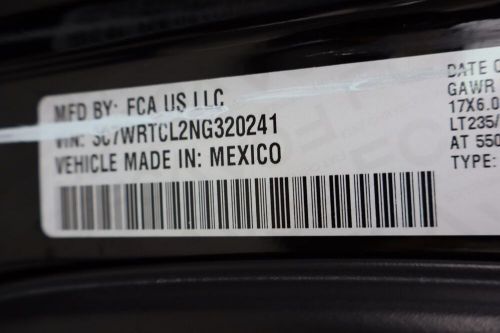 MFD BY: FCA US LLC
VIN: 3C7WRTCL2NG320241
VEHICLE MADE IN: MEXICO
DATE O
GAWR
17X6.0
LT235/
AT 550
TYPE: